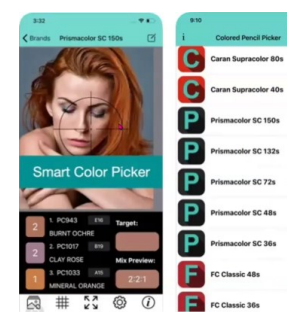 3:32
Brands Prismacolor SC 150s
Smart Color Picker
2 1. PC943 E16 Target:
BURNT OCHRE
2 2. PC1017 B19
CLAY ROSE Mix Preview:
1 3. PC1033 A15 2:2:1
MINERAL ORANGE
9:10
i Colored Pencil Picker
C Caran Supracolor 80s
C Caran Supracolor 40s
P Prismacolor SC 150s
P Prismacolor SC 132s
P Prismacolor SC 72s
P Prismacolor SC 48s
P Prismacolor SC 36s
F FC Classic 48s
F FC Classic 36s